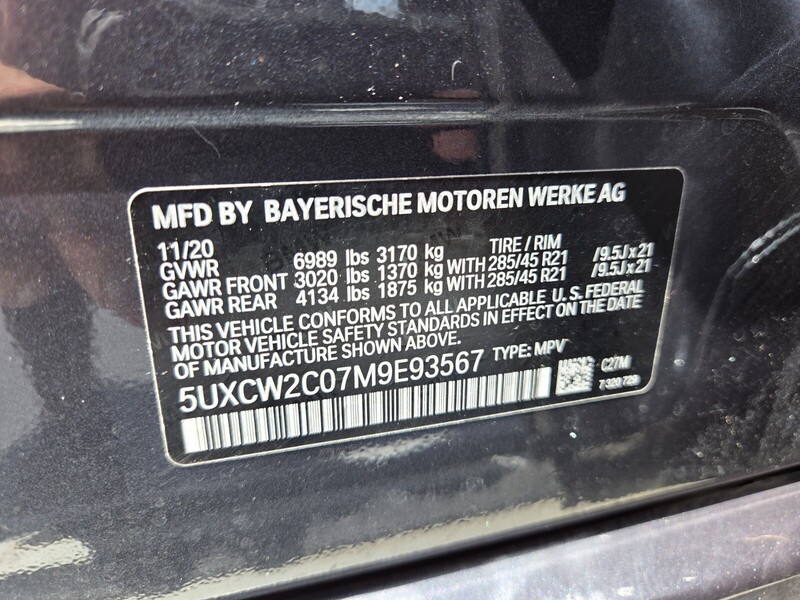 MFD BY BAYERISCHE MOTOREN WERKE AG
11/20 TIRE / RIM
GVWR 6989 lbs 3170 kg
GAWR FRONT 3020 lbs 1370 kg WITH 285/45 R21 /9.5J x 21
GAWR REAR 4134 lbs 1875 kg WITH 285/45 R21 /9.5J x 21
THIS VEHICLE CONFORMS TO ALL APPLICABLE U.S. FEDERAL
MOTOR VEHICLE SAFETY STANDARDS IN EFFECT ON THE DATE
OF MANUFACTURE SHOWN ABOVE.
5UXCW2C07M9E93567 TYPE: MPV
C27M
7 320 729